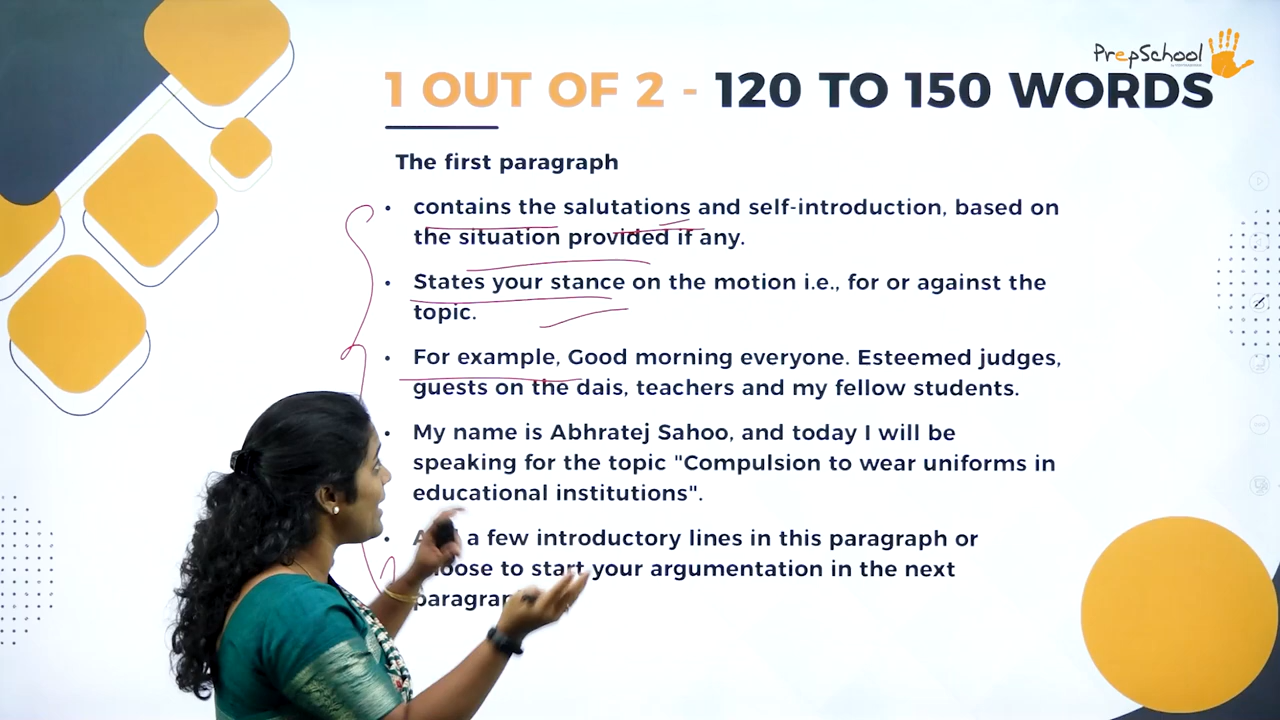 PrepSchool
1 OUT OF 2 - 120 TO 150 WORDS
The first paragraph
• contains the salutations and self-introduction, based on
the situation provided if any.
• States your stance on the motion i.e., for or against the
topic.
• For example, Good morning everyone. Esteemed judges,
guests on the dais, teachers and my fellow students.
• My name is Abhratej Sahoo, and today I will be
speaking for the topic "Compulsion to wear uniforms in
educational institutions".
• a few introductory lines in this paragraph or
to start your argumentation in the next